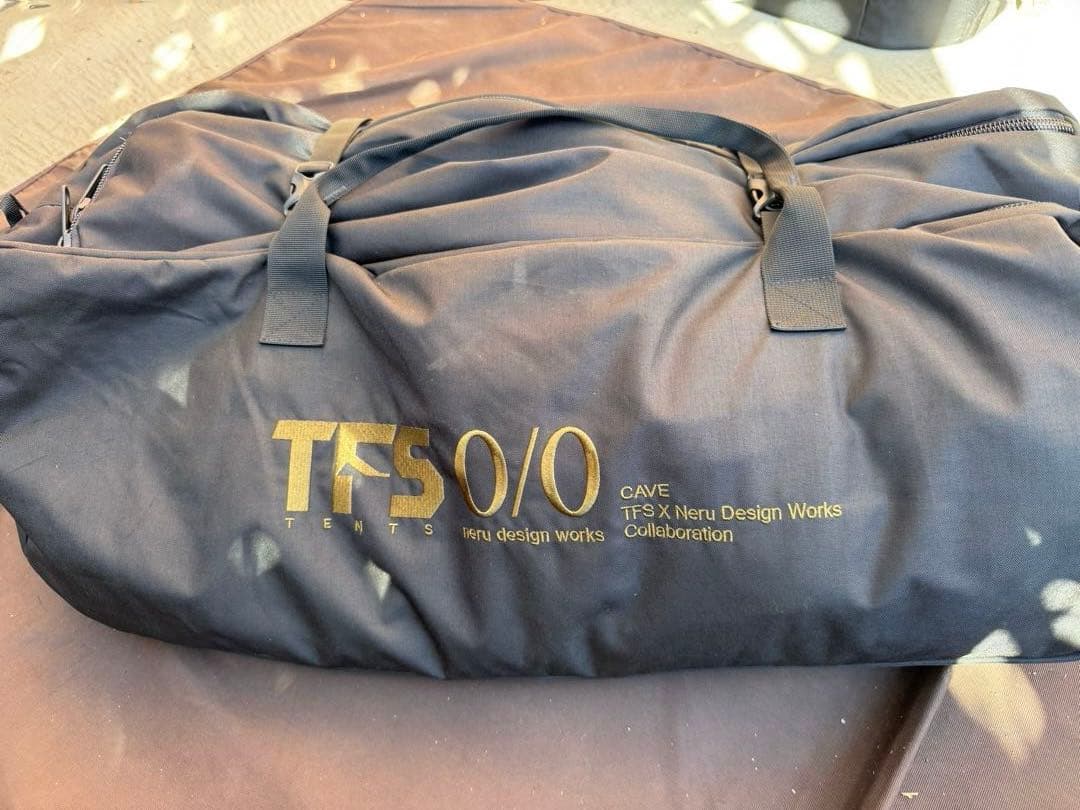 TFS
TENTS
0/0
neru design works
CAVE
TFS X Neru Design Works
Collaboration